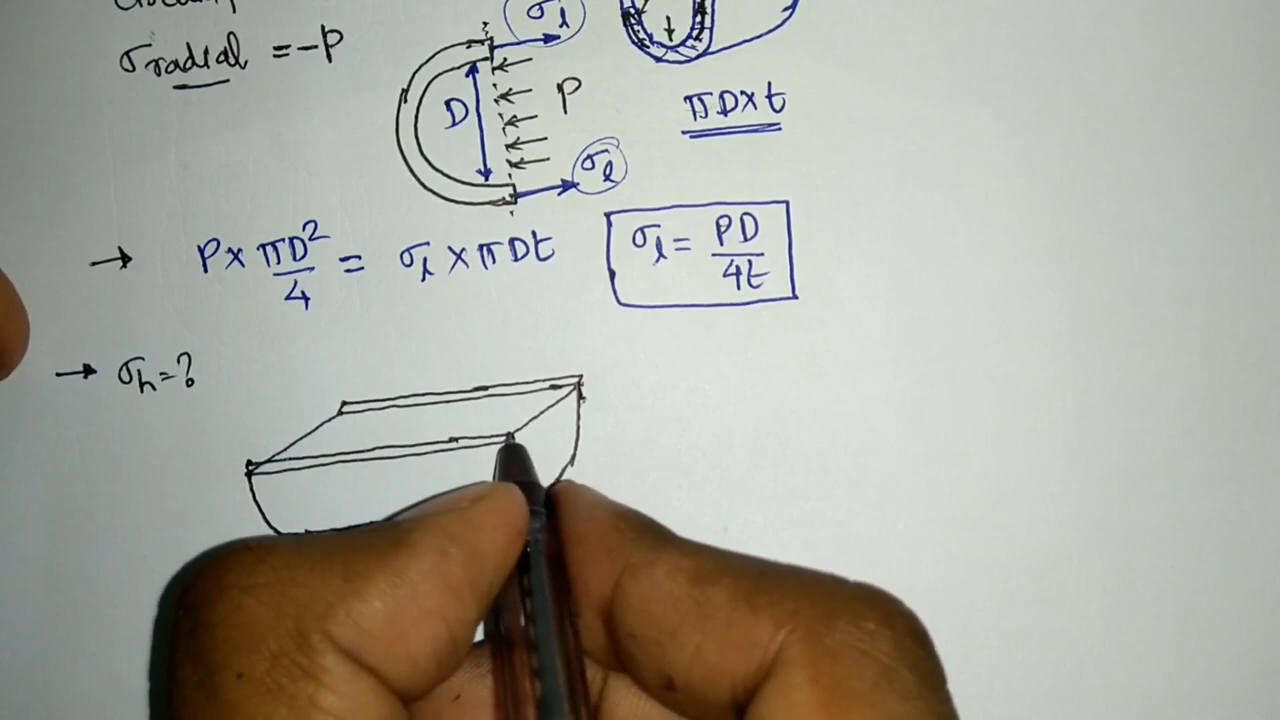 σradial = -P
σl
D
P
πD×t
σl
→ P× πD²/4 = σl × πDt
σl = PD/4t
→ σh=?